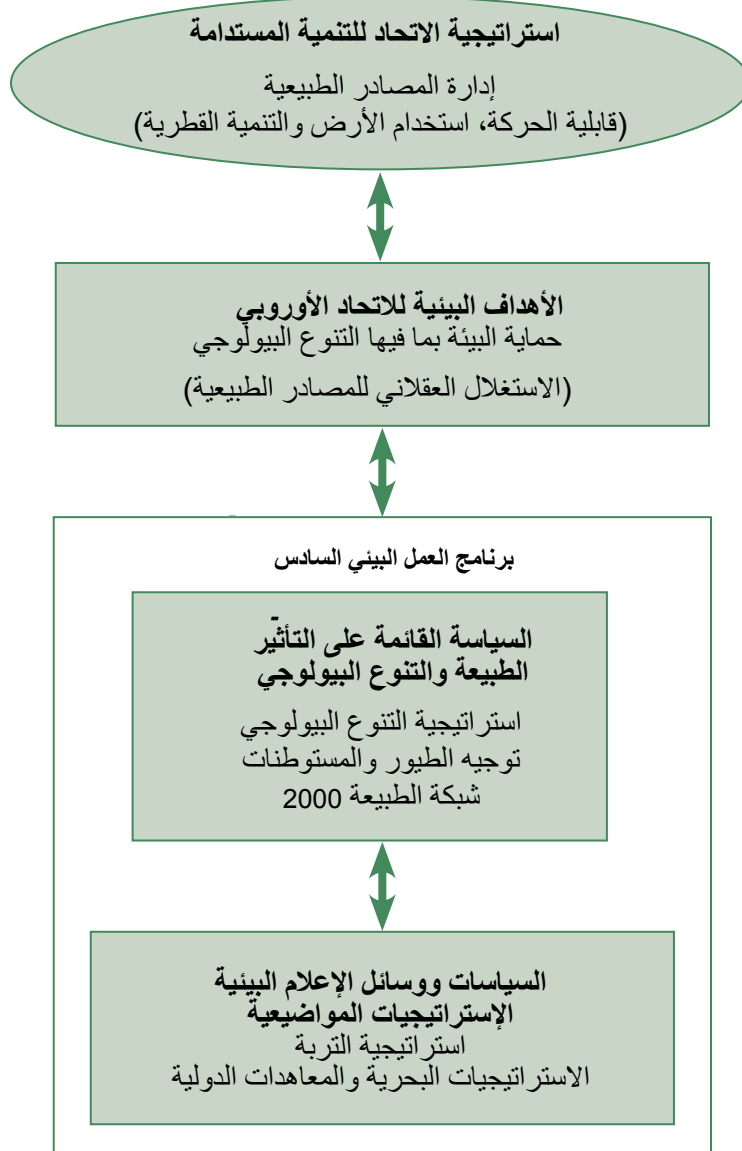 استراتيجية الاتحاد للتنمية المستدامة
إدارة المصادر الطبيعية
(قابلية الحركة، استخدام الأرض والتنمية القطرية)
الأهداف البيئية للاتحاد الأوروبي
حماية البيئة بما فيها التنوع البيولوجي
(الاستغلال العقلاني للمصادر الطبيعية)
برنامج العمل البيئي السادس
السياسة القائمة على التأثير
الطبيعة والتنوع البيولوجي
استراتيجية التنوع البيولوجي
توجيه الطيور والمستوطنات
شبكة الطبيعة 2000
السياسات ووسائل الإعلام البيئية
الإستراتيجيات المواضيعية
استراتيجية التربة
الاستراتيجيات البحرية والمعاهدات الدولية